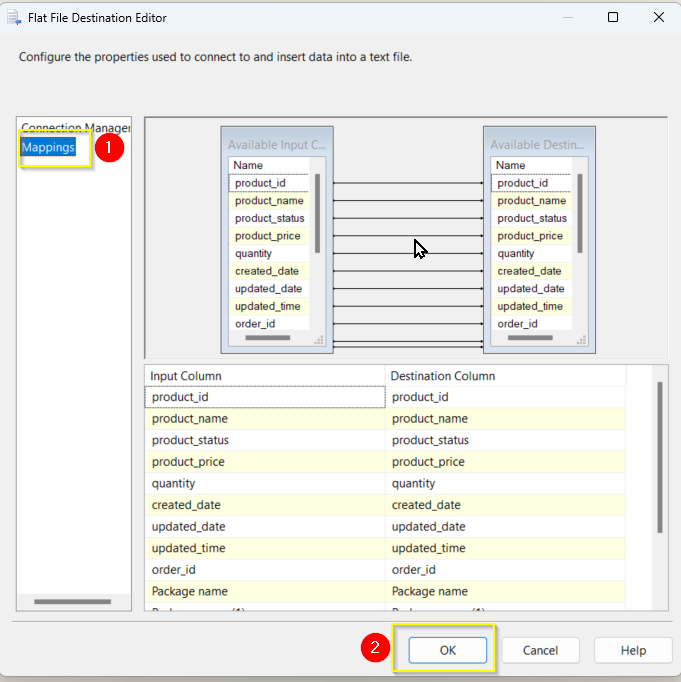 Flat File Destination Editor
Configure the properties used to connect to and insert data into a text file.
Connection Manager
Mappings
1
Available Input C...
Name
product_id
product_name
product_status
product_price
quantity
created_date
updated_date
updated_time
order_id
Available Destin...
Name
product_id
product_name
product_status
product_price
quantity
created_date
updated_date
updated_time
order_id
Input Column Destination Column
product_id product_id
product_name product_name
product_status product_status
product_price product_price
quantity quantity
created_date created_date
updated_date updated_date
updated_time updated_time
order_id order_id
Package name Package name
2
OK Cancel Help